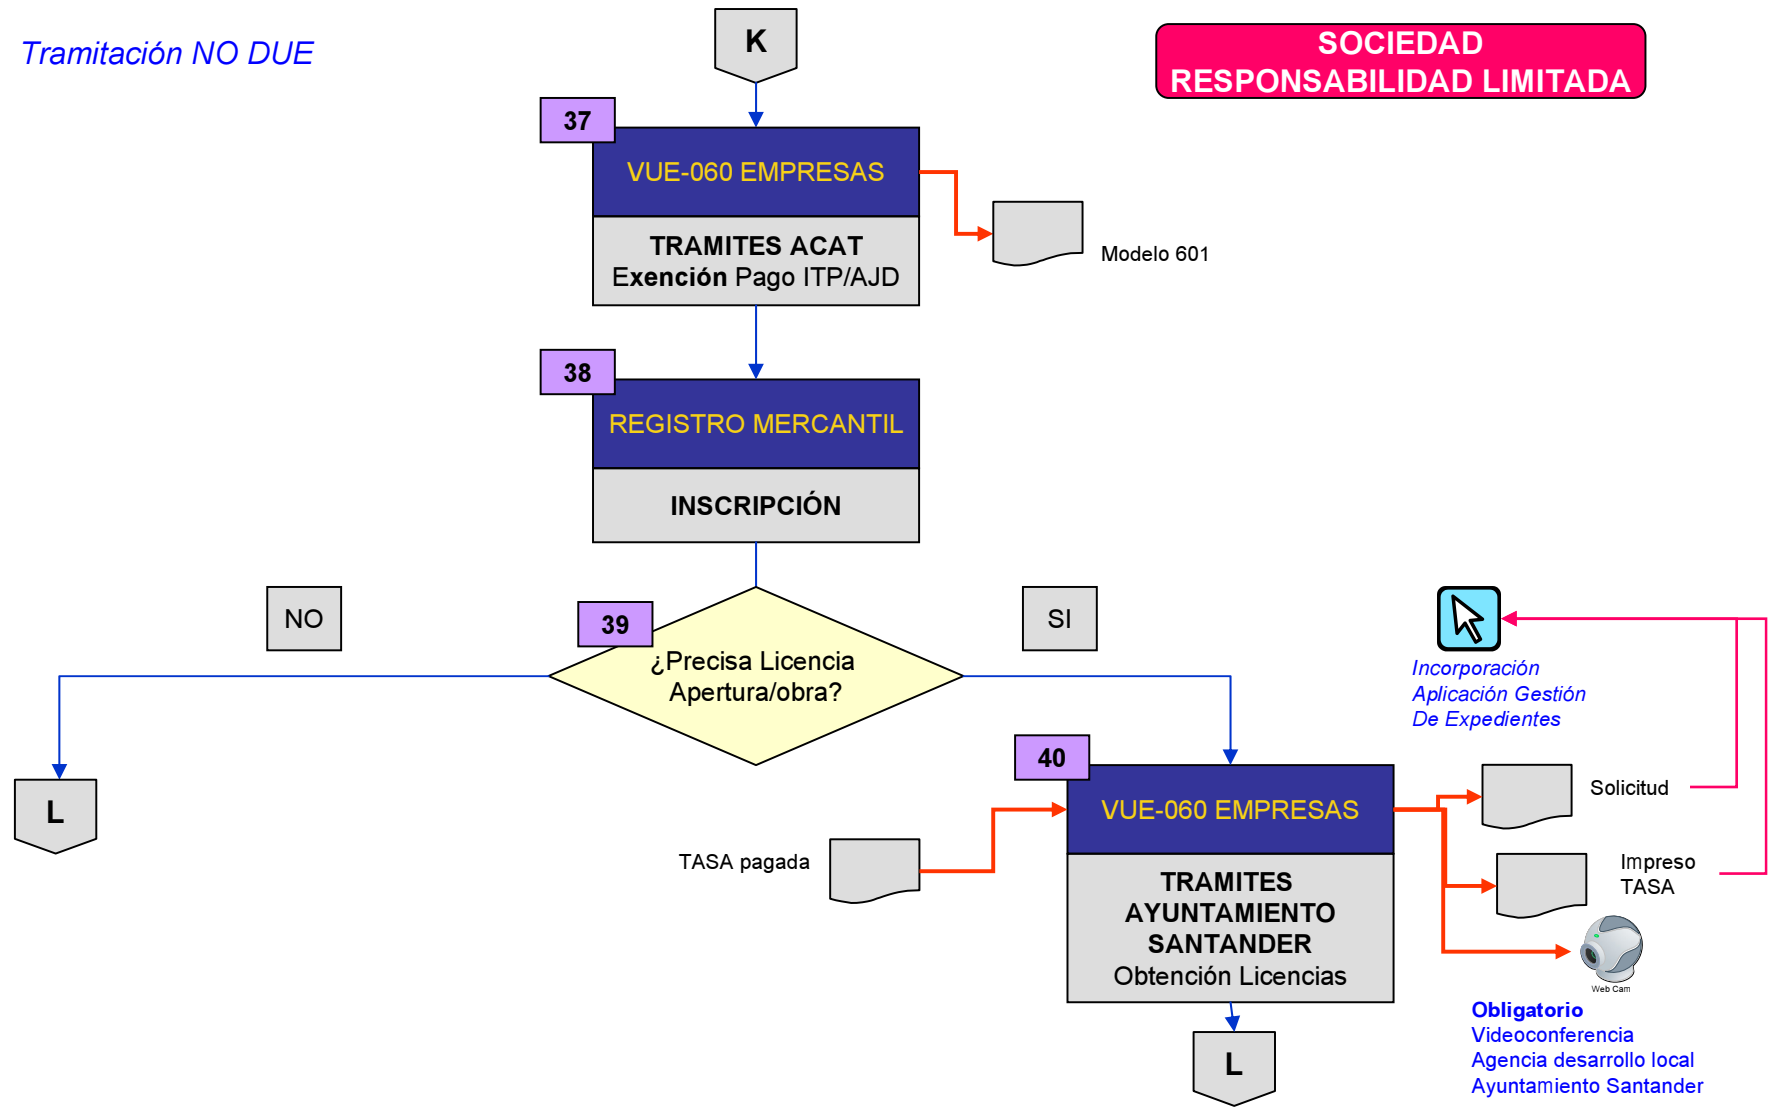 Tramitación NO DUE
K
SOCIEDAD
RESPONSABILIDAD LIMITADA
37
VUE-060 EMPRESAS
TRAMITES ACAT
Exención Pago ITP/AJD
Modelo 601
38
REGISTRO MERCANTIL
INSCRIPCIÓN
NO
39
SI
¿Precisa Licencia
Apertura/obra?
Incorporación
Aplicación Gestión
De Expedientes
L
40
VUE-060 EMPRESAS
Solicitud
TASA pagada
Impreso
TASA
TRAMITES
AYUNTAMIENTO
SANTANDER
Obtención Licencias
Web Cam
Obligatorio
Videoconferencia
Agencia desarrollo local
Ayuntamiento Santander
L